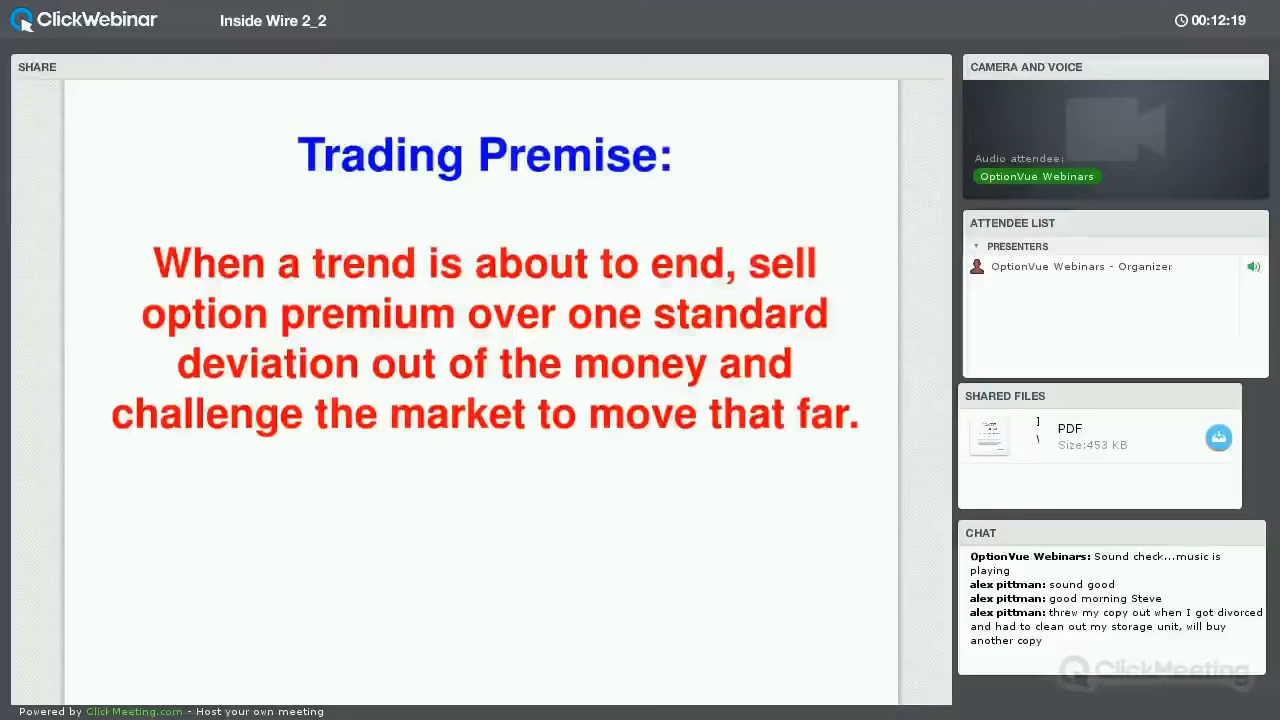 ClickWebinar
Inside Wire 2_2
00:12:19
SHARE
Trading Premise:
When a trend is about to end, sell
option premium over one standard
deviation out of the money and
challenge the market to move that far.
CAMERA AND VOICE
Audio attendee:
OptionVue Webinars
ATTENDEE LIST
PRESENTERS
OptionVue Webinars - Organizer
SHARED FILES
PDF
Size:453 KB
CHAT
OptionVue Webinars: Sound check...music is
playing
alex pittman: sound good
alex pittman: good morning Steve
alex pittman: threw my copy out when I got divorced
and had to clean out my storage unit, will buy
another copy
ClickMeeting
Powered by ClickMeeting.com - Host your own meeting